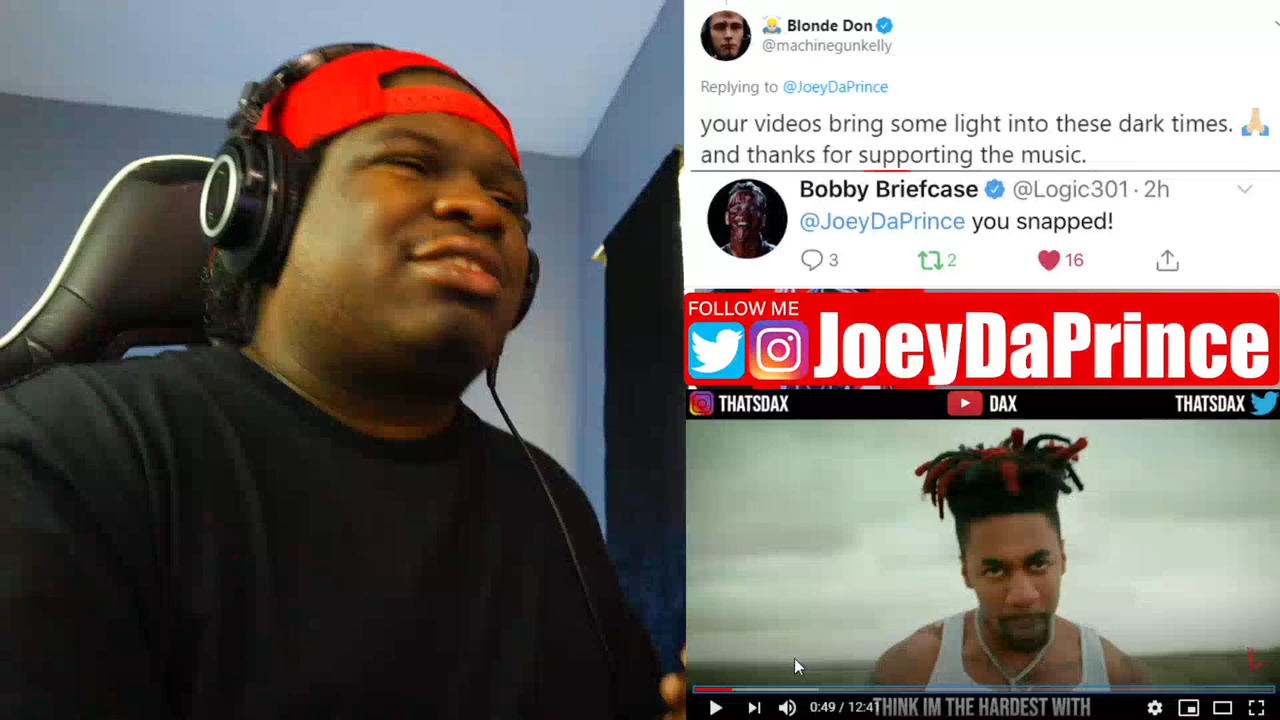 Blonde Don
@machinegunkelly
Replying to @JoeyDaPrince
your videos bring some light into these dark times. 🙏🏼
and thanks for supporting the music.
Bobby Briefcase @Logic301 · 2h
@JoeyDaPrince you snapped!
3 2 16
FOLLOW ME
JoeyDaPrince
THATSDAX DAX THATSDAX
0:49 / 12:41
THINK IM THE HARDEST WITH